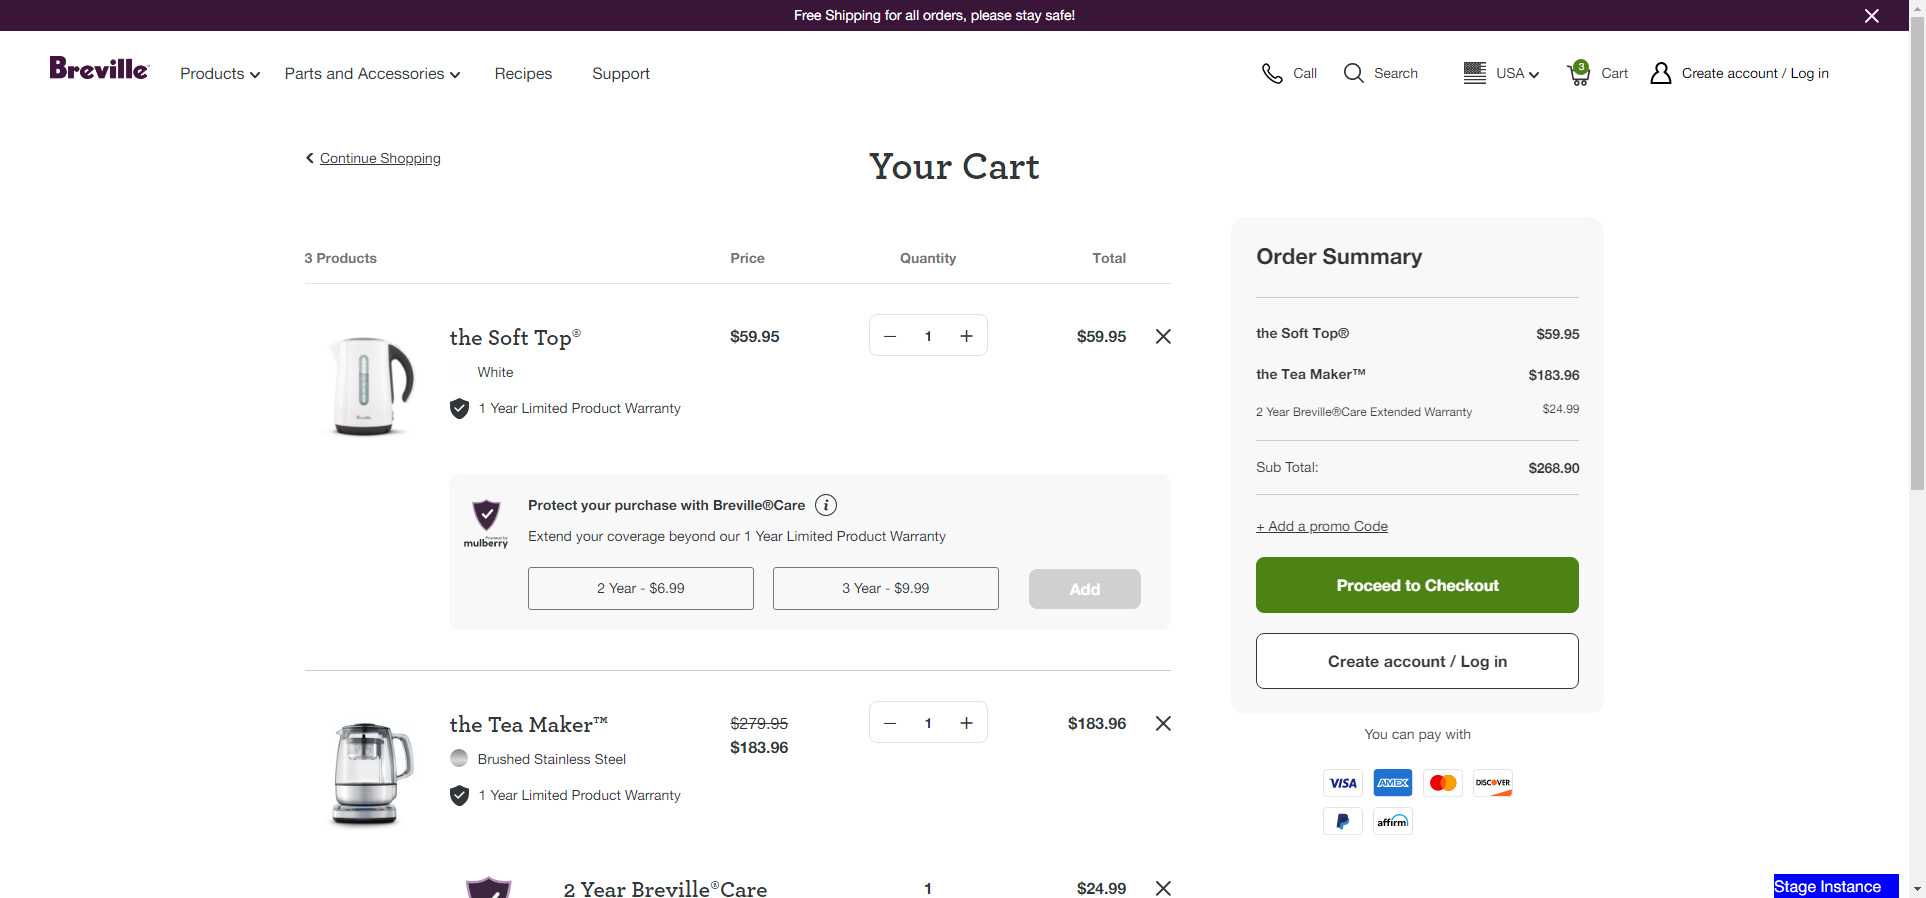 Free Shipping for all orders, please stay safe!
Breville
Products
Parts and Accessories
Recipes
Support
Call
Search
USA
3
Cart
Create account / Log in
Continue Shopping
Your Cart
3 Products
Price
Quantity
Total
the Soft Top®
$59.95
1
$59.95
White
1 Year Limited Product Warranty
Protect your purchase with Breville®Care
Extend your coverage beyond our 1 Year Limited Product Warranty
Powered by
mulberry
2 Year - $6.99
3 Year - $9.99
Add
the Tea Maker™
$279.95
$183.96
1
$183.96
Brushed Stainless Steel
1 Year Limited Product Warranty
2 Year Breville®Care
1
$24.99
Order Summary
the Soft Top®
$59.95
the Tea Maker™
$183.96
2 Year Breville®Care Extended Warranty
$24.99
Sub Total:
$268.90
+ Add a promo Code
Proceed to Checkout
Create account / Log in
You can pay with
VISA
AMEX
DISCOVER
affirm
Stage Instance